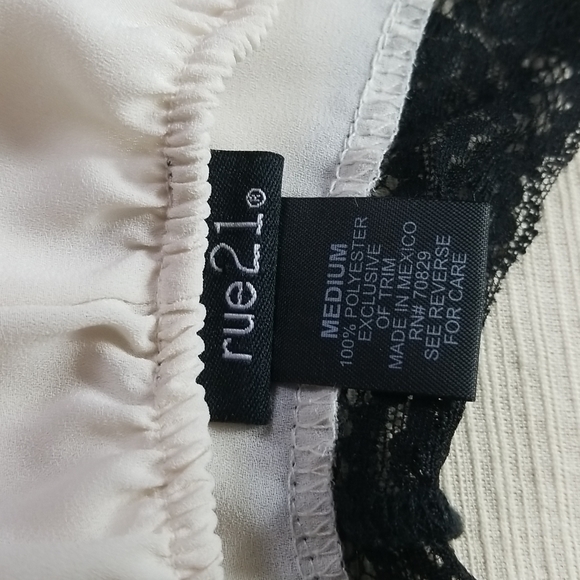 rue21®
MEDIUM
100% POLYESTER
EXCLUSIVE
OF TRIM
MADE IN MEXICO
RN# 70829
SEE REVERSE
FOR CARE